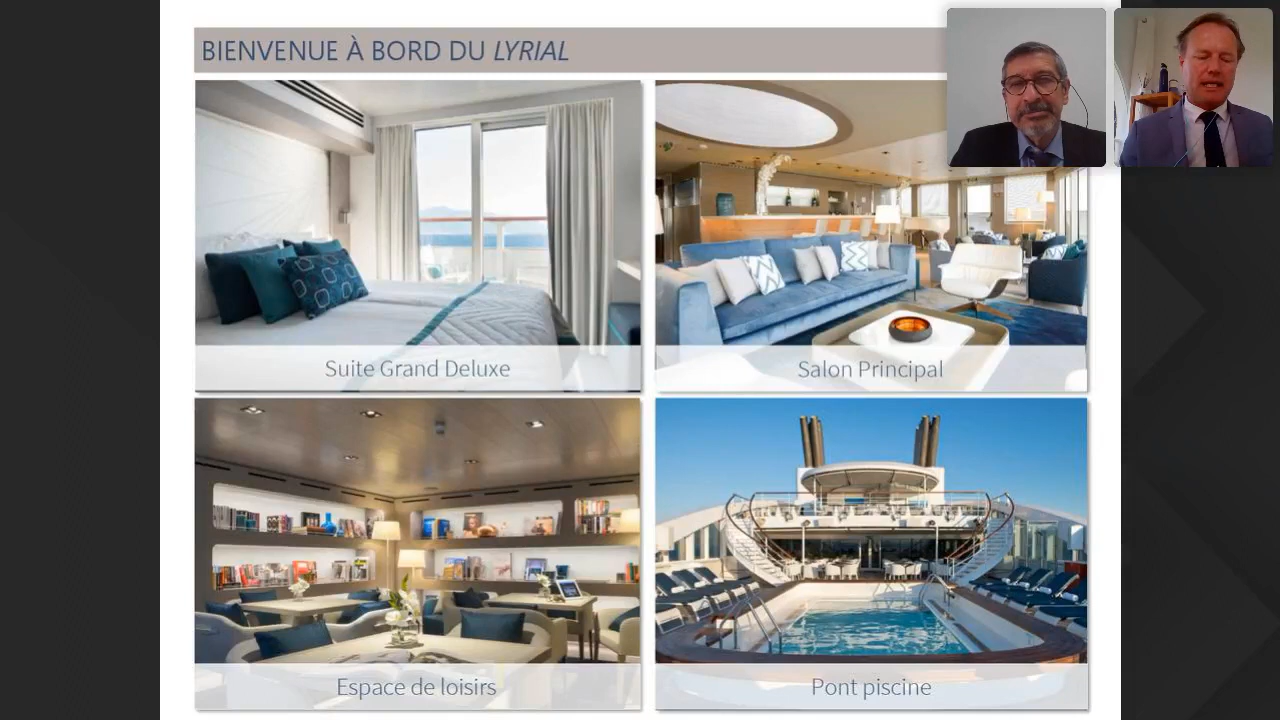 BIENVENUE À BORD DU LYRIAL
Suite Grand Deluxe
Salon Principal
Espace de loisirs
Pont piscine